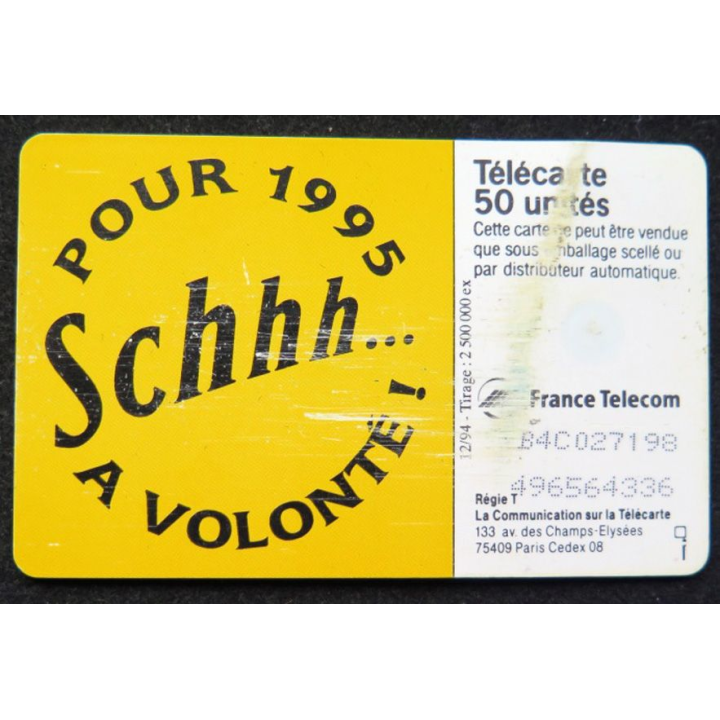 POUR 1995
Schhh...
A VOLONTÉ !
Télécarte
50 unités
Cette carte ne peut être vendue
que sous emballage scellé ou
par distributeur automatique.
12/94 - Tirage : 2 500 000 ex
France Telecom
B4C027198
496564336
Régie T
La Communication sur la Télécarte
133 av. des Champs-Elysées
75409 Paris Cedex 08